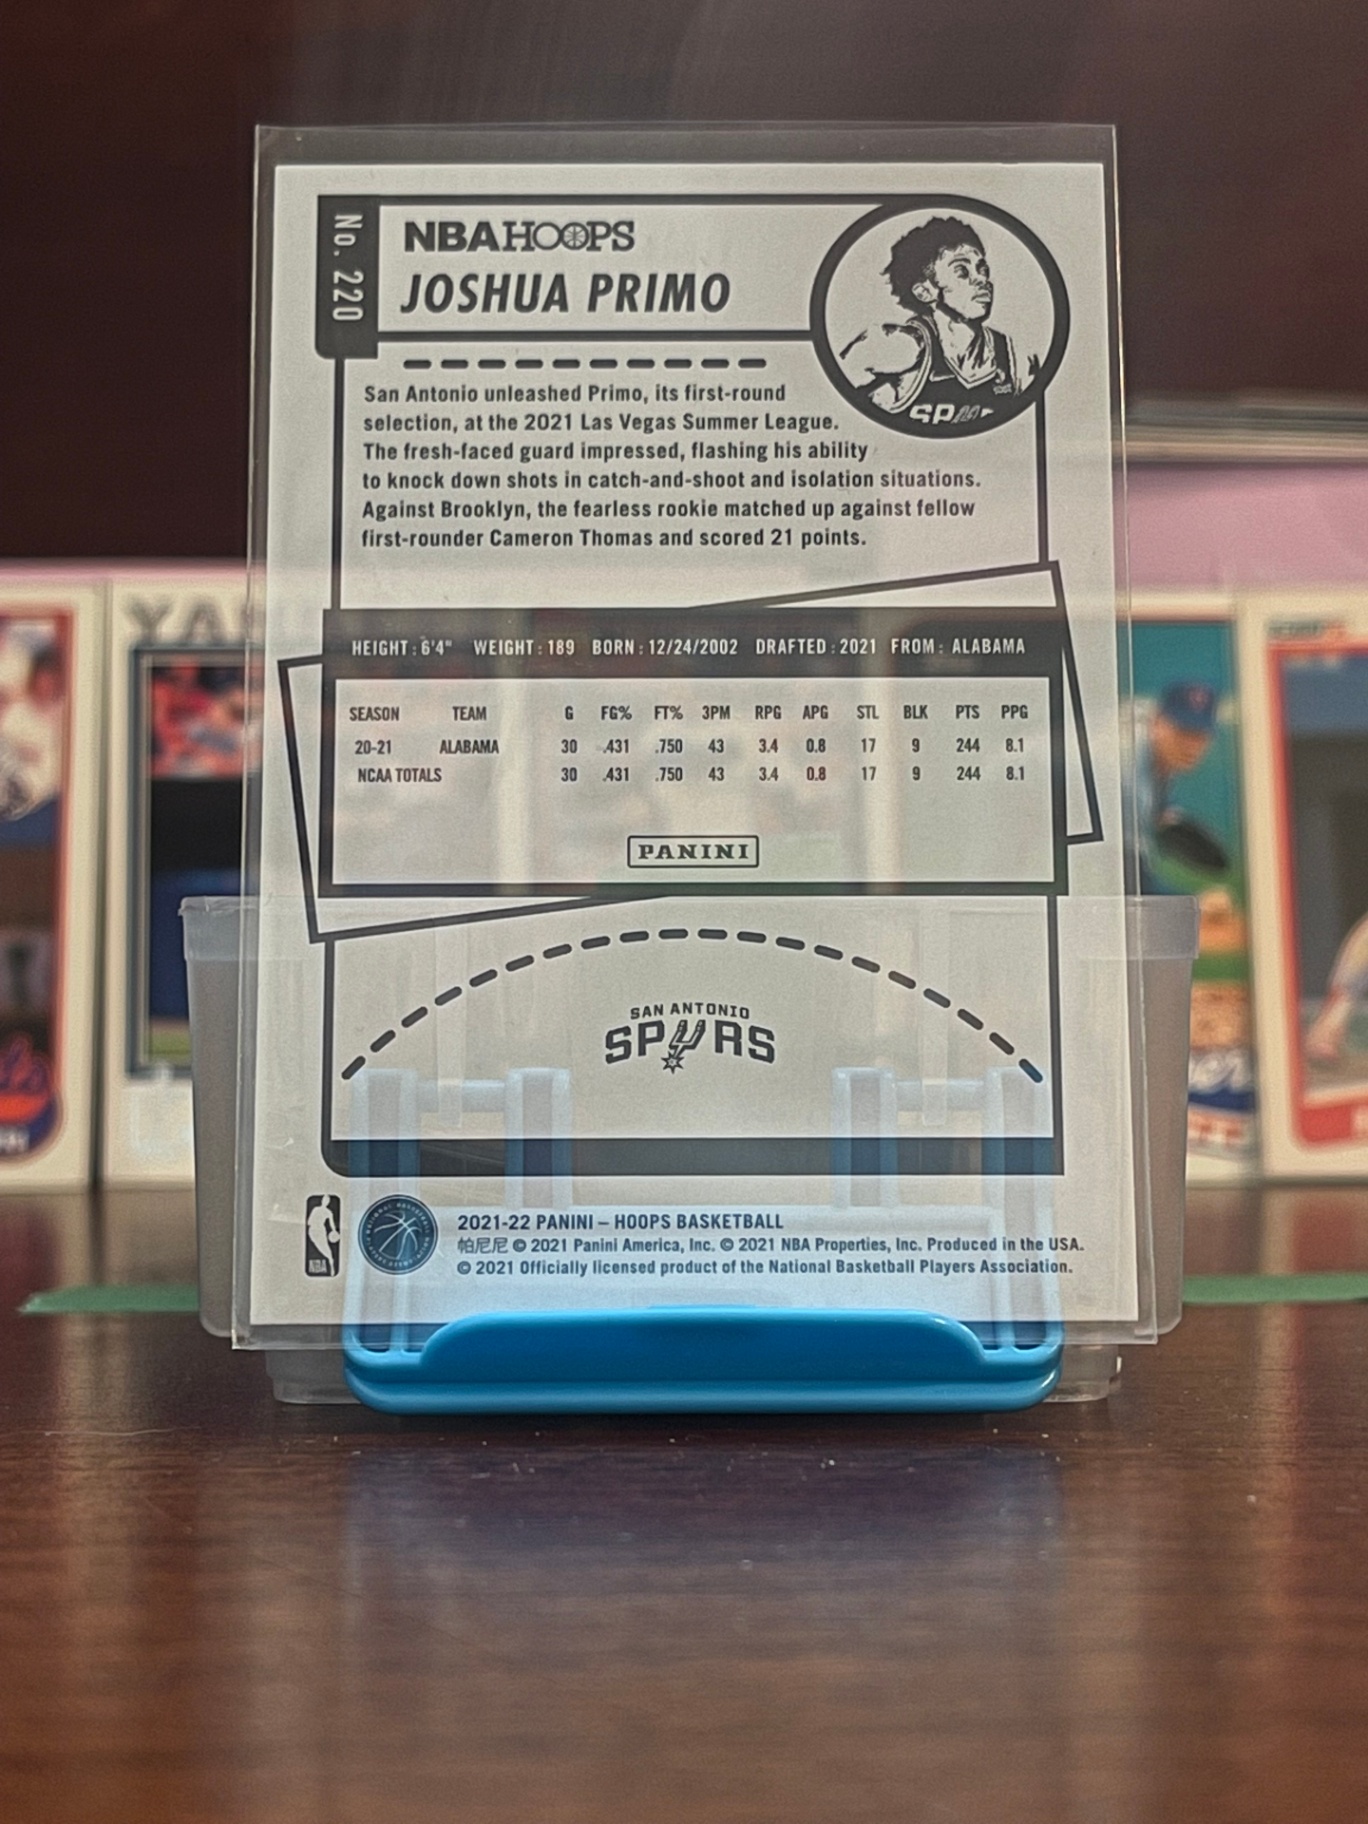 No. 220
NBA HOOPS
JOSHUA PRIMO
San Antonio unleashed Primo, its first-round
selection, at the 2021 Las Vegas Summer League.
The fresh-faced guard impressed, flashing his ability
to knock down shots in catch-and-shoot and isolation situations.
Against Brooklyn, the fearless rookie matched up against fellow
first-rounder Cameron Thomas and scored 21 points.
HEIGHT: 6'4" WEIGHT: 189 BORN: 12/24/2002 DRAFTED: 2021 FROM: ALABAMA
SEASON TEAM G FG% FT% 3PM RPG APG STL BLK PTS PPG
20-21 ALABAMA 30 .431 .750 43 3.4 0.8 17 9 244 8.1
NCAA TOTALS 30 .431 .750 43 3.4 0.8 17 9 244 8.1
PANINI
SAN ANTONIO
SPURS
NBA
2021-22 PANINI – HOOPS BASKETBALL
帕尼尼 © 2021 Panini America, Inc. © 2021 NBA Properties, Inc. Produced in the USA.
© 2021 Officially licensed product of the National Basketball Players Association.